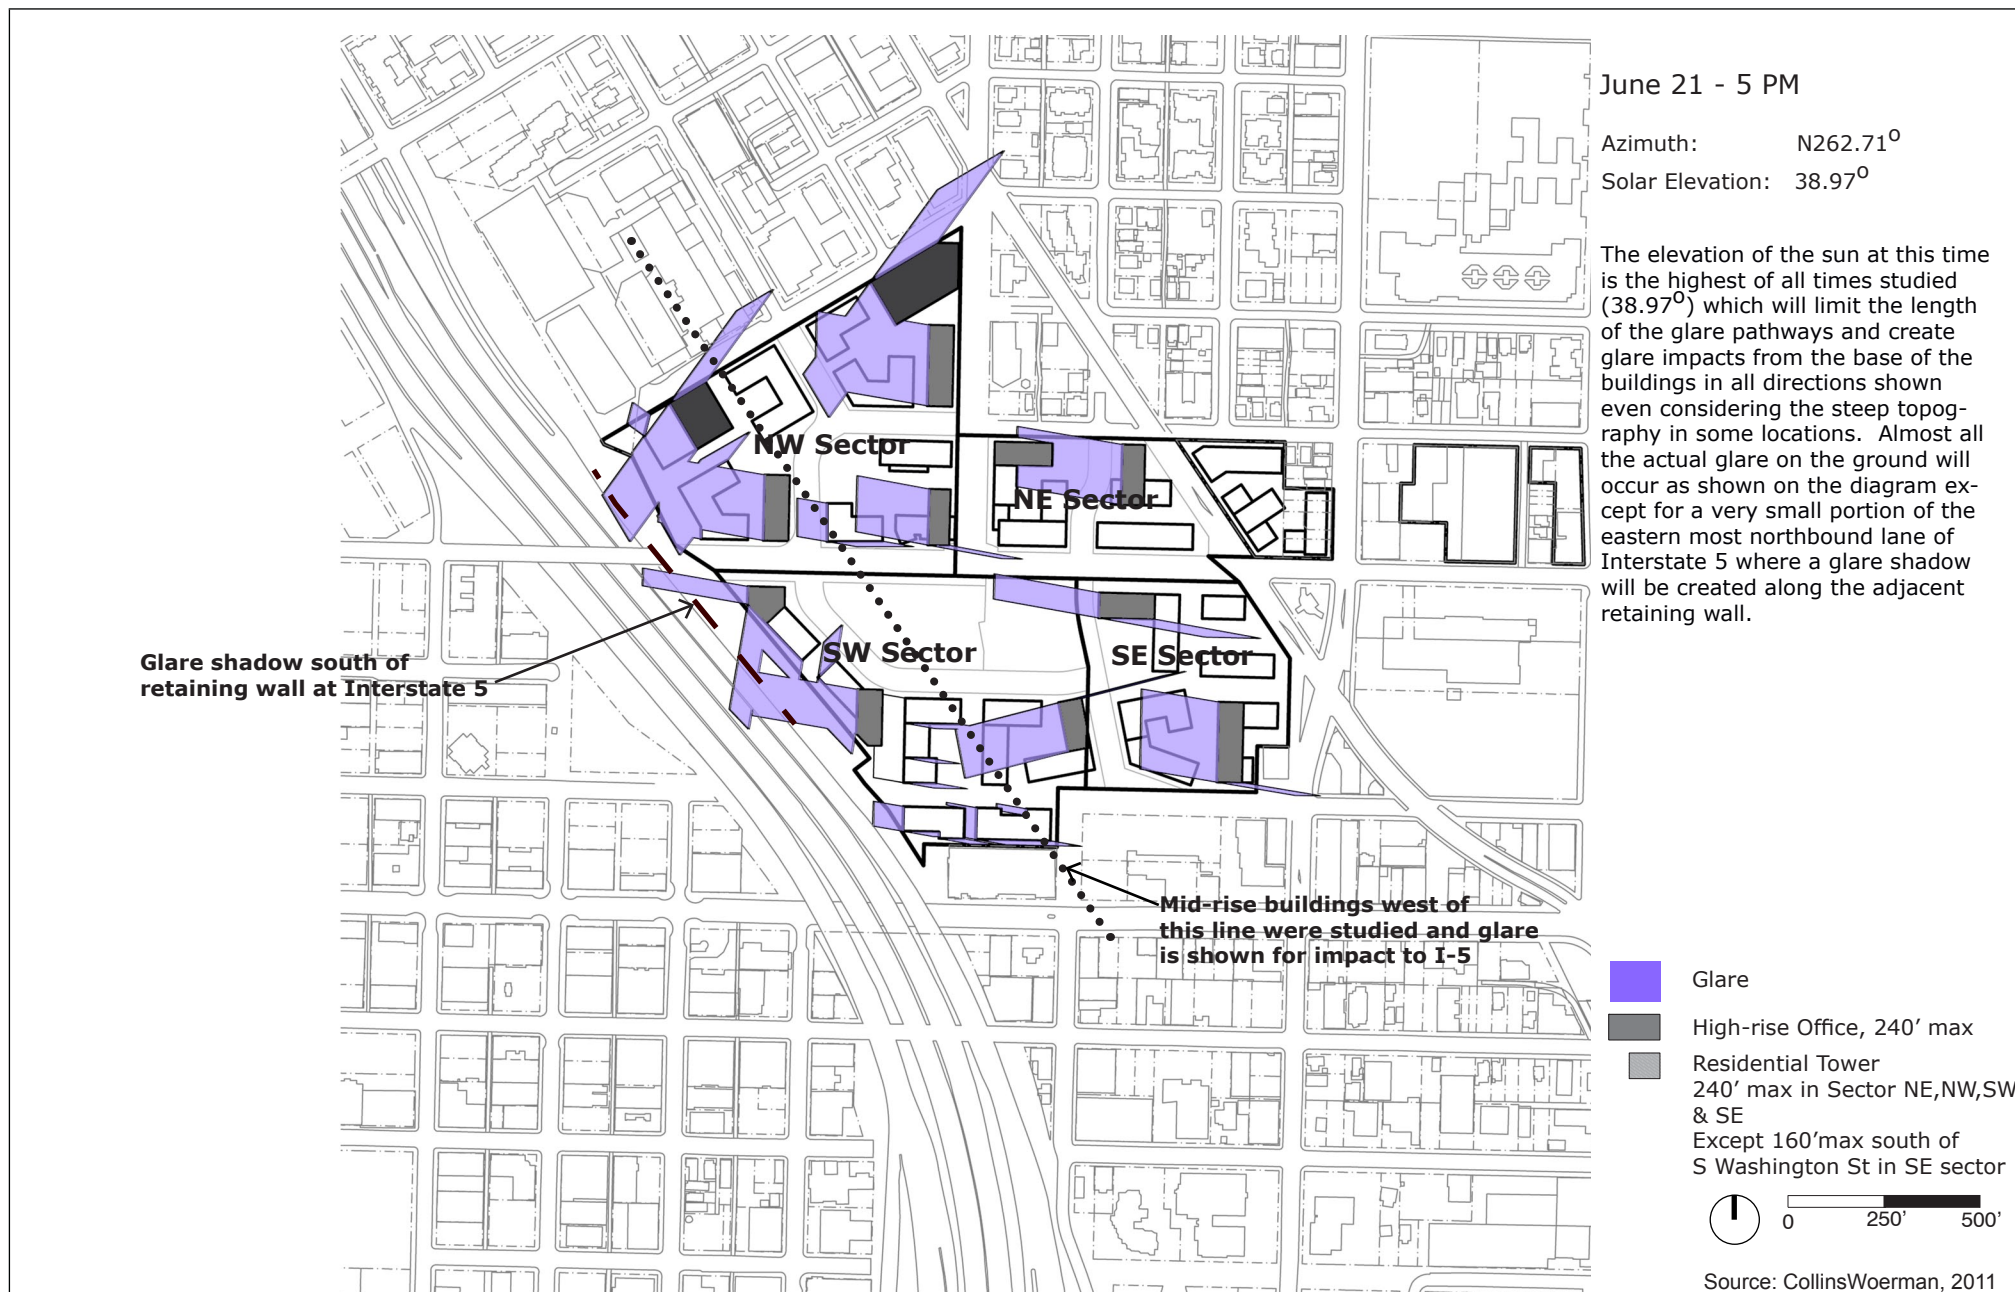 June 21 - 5 PM
Azimuth: N262.71°
Solar Elevation: 38.97°
The elevation of the sun at this time
is the highest of all times studied
(38.97°) which will limit the length
of the glare pathways and create
glare impacts from the base of the
buildings in all directions shown
even considering the steep topog-
raphy in some locations.  Almost all
the actual glare on the ground will
occur as shown on the diagram ex-
cept for a very small portion of the
eastern most northbound lane of
Interstate 5 where a glare shadow
will be created along the adjacent
retaining wall.
NW Sector
NE Sector
SW Sector
SE Sector
Glare shadow south of
retaining wall at Interstate 5
Mid-rise buildings west of
this line were studied and glare
is shown for impact to I-5
Glare
High-rise Office, 240’ max
Residential Tower
240’ max in Sector NE,NW,SW
& SE
Except 160’max south of
S Washington St in SE sector
0 250’ 500’
Source: CollinsWoerman, 2011